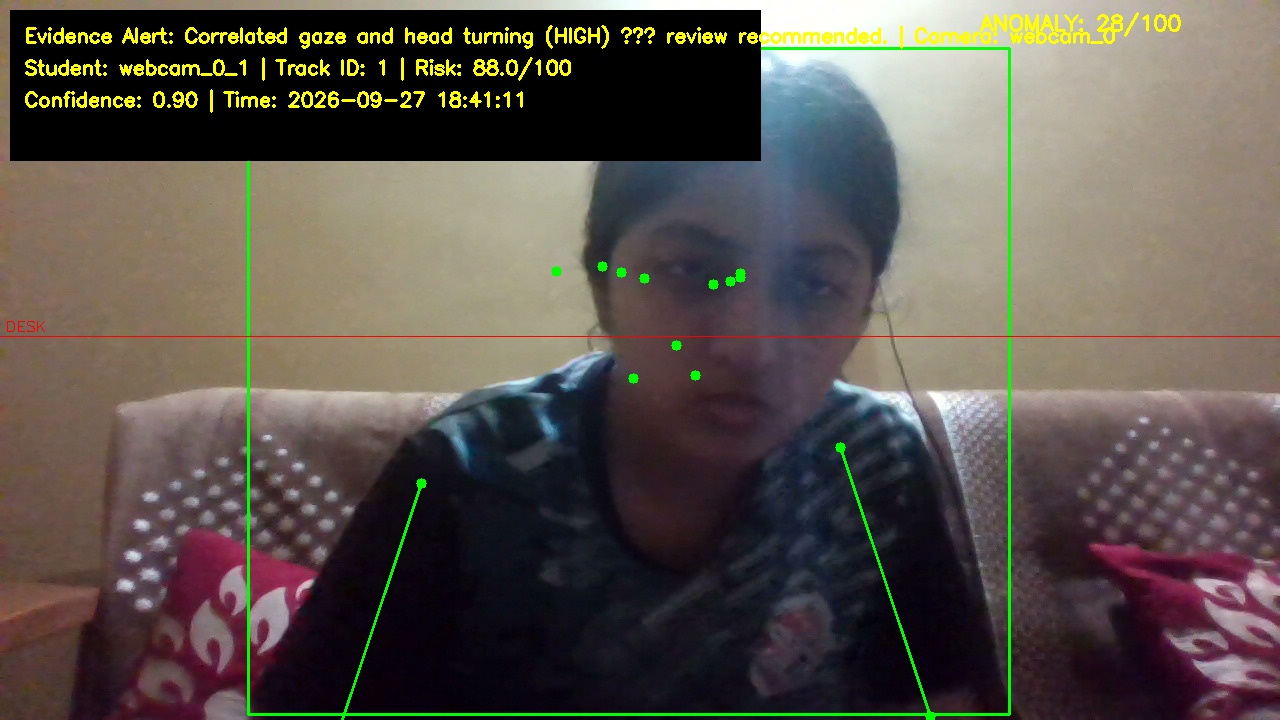 Evidence Alert: Correlated gaze and head turning (HIGH) ??? review recommended. | Camera: webcam_0
ANOMALY: 28/100
Student: webcam_0_1 | Track ID: 1 | Risk: 88.0/100
Confidence: 0.90 | Time: 2026-09-27 18:41:11
DESK